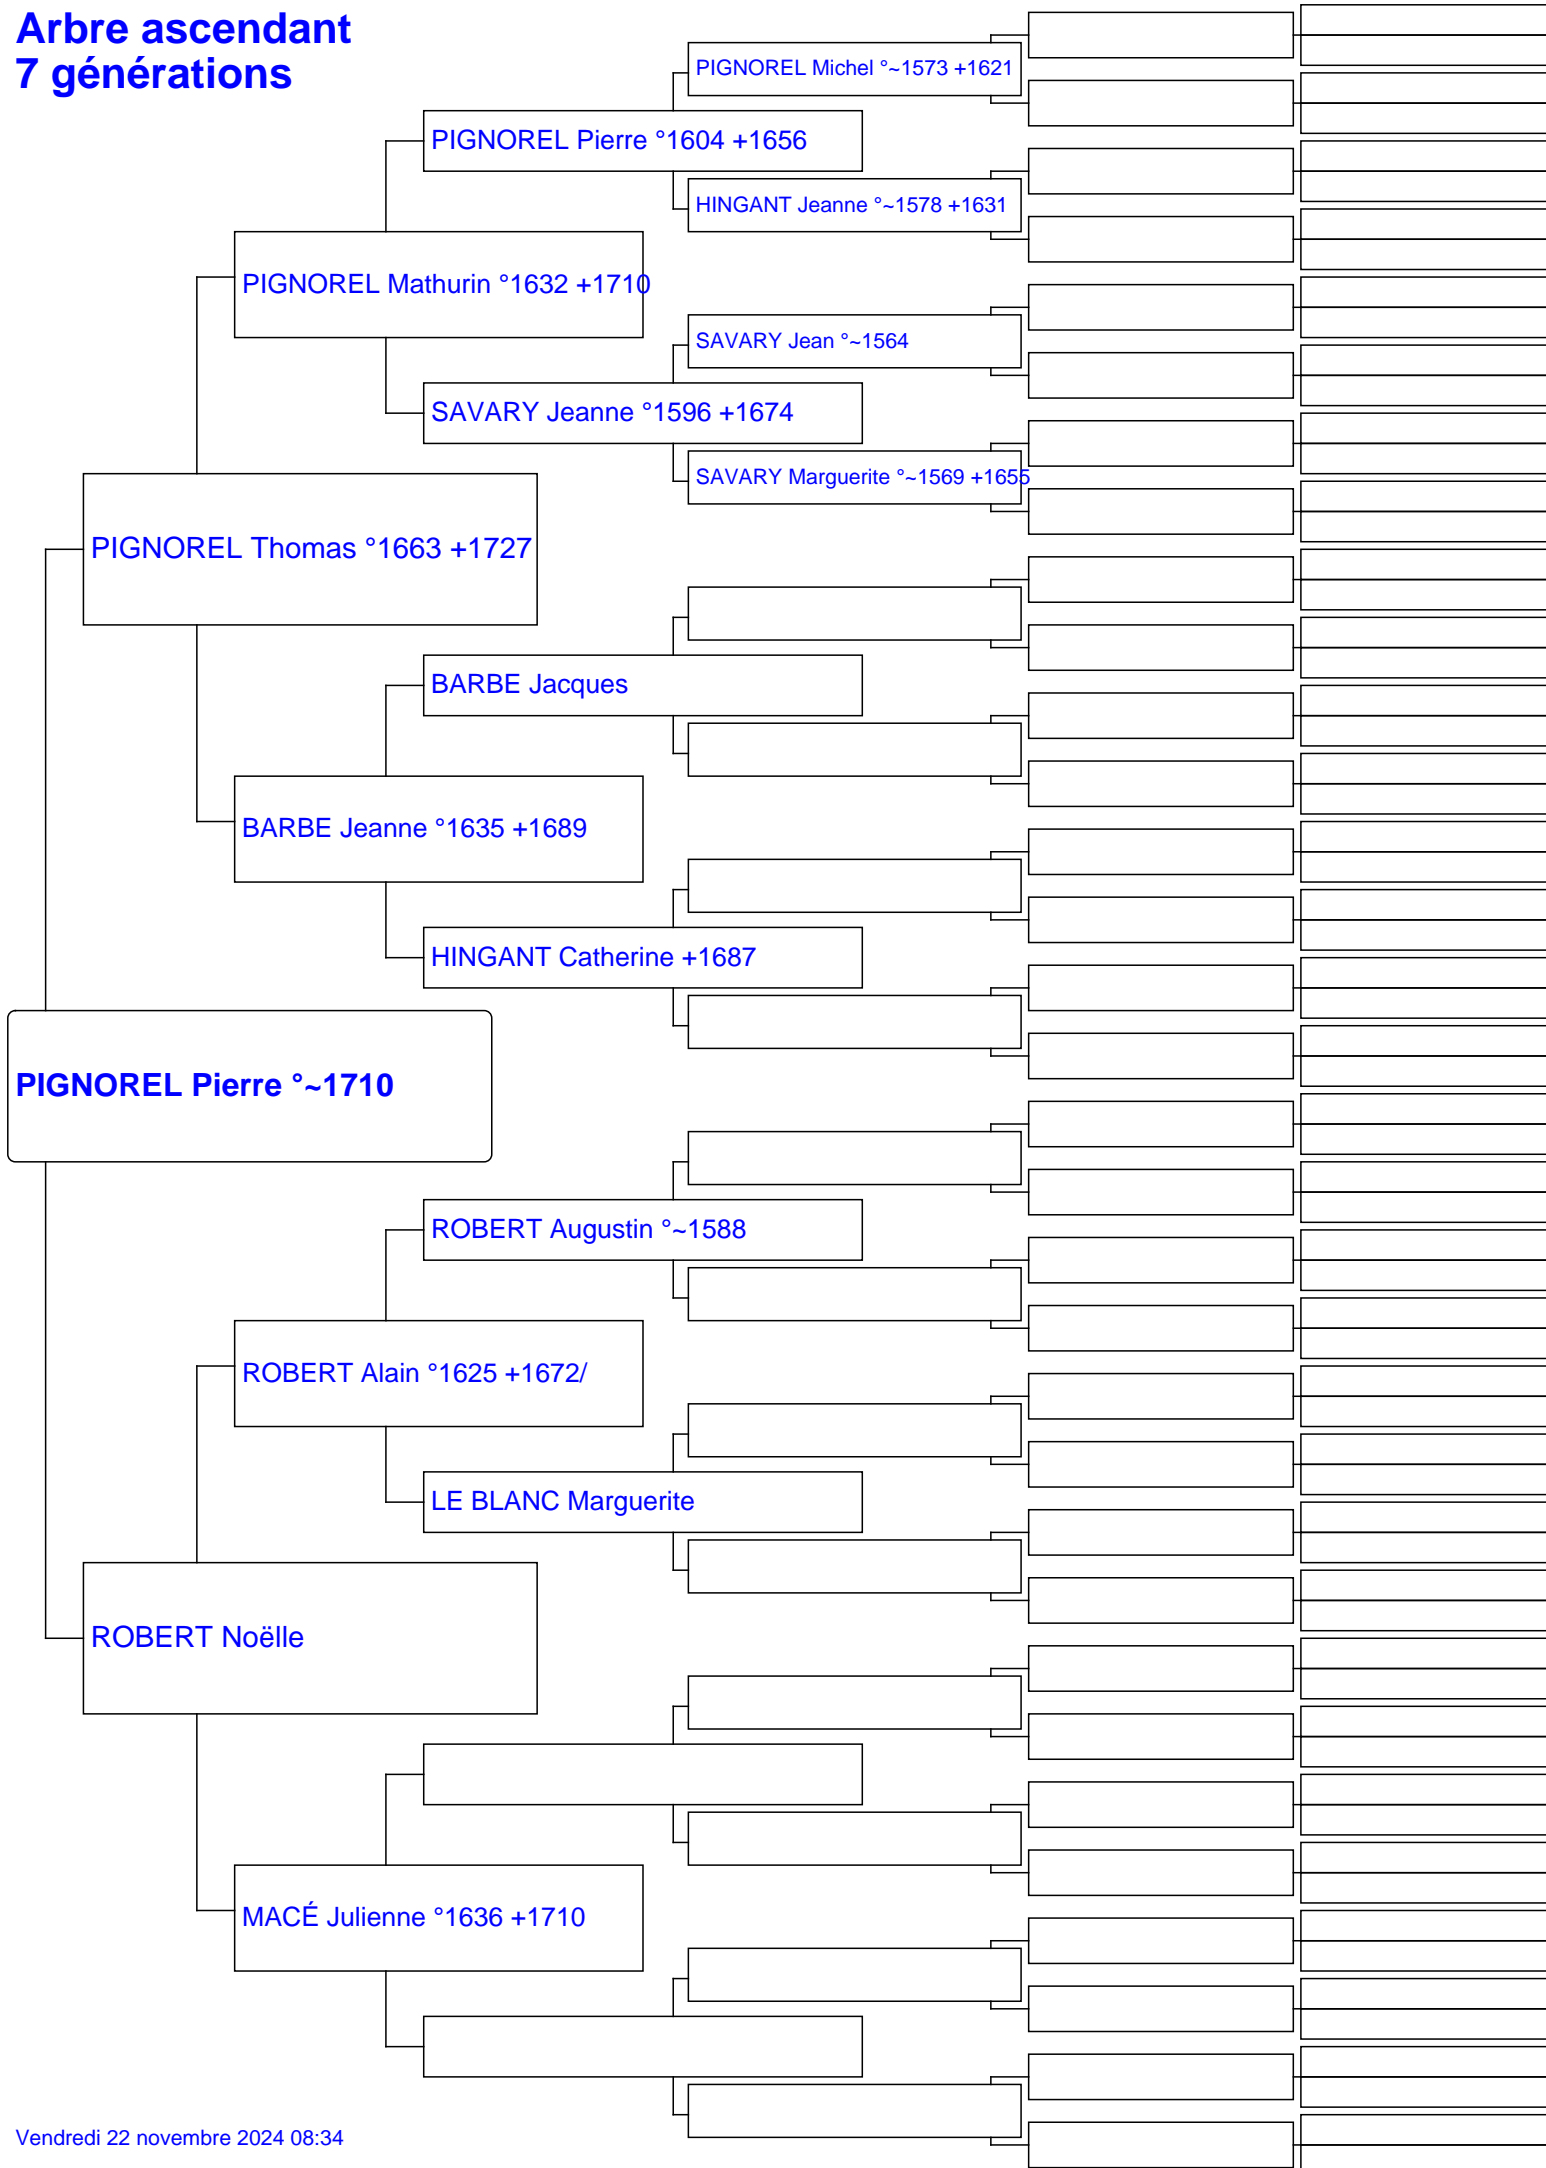 Arbre ascendant
7 générations
PIGNOREL Michel °~1573 +1621
PIGNOREL Pierre °1604 +1656
HINGANT Jeanne °~1578 +1631
PIGNOREL Mathurin °1632 +1710
SAVARY Jean °~1564
SAVARY Jeanne °1596 +1674
SAVARY Marguerite °~1569 +1655
PIGNOREL Thomas °1663 +1727
BARBE Jacques
BARBE Jeanne °1635 +1689
HINGANT Catherine +1687
PIGNOREL Pierre °~1710
ROBERT Augustin °~1588
ROBERT Alain °1625 +1672/
LE BLANC Marguerite
ROBERT Noëlle
MACÉ Julienne °1636 +1710
Vendredi 22 novembre 2024 08:34